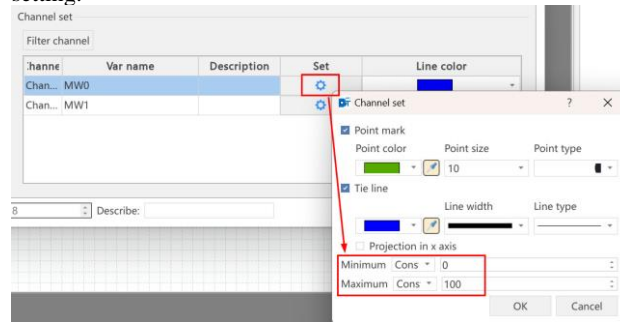 setting.
Channel set
Filter channel
:hanne Var name Description Set Line color
Chan... MW0
Chan... MW1
Channel set ? X
Point mark
Point color Point size Point type
10
Tie line
Line width Line type
Projection in x axis
Minimum Cons 0
Maximum Cons 100
OK Cancel
8 Describe: